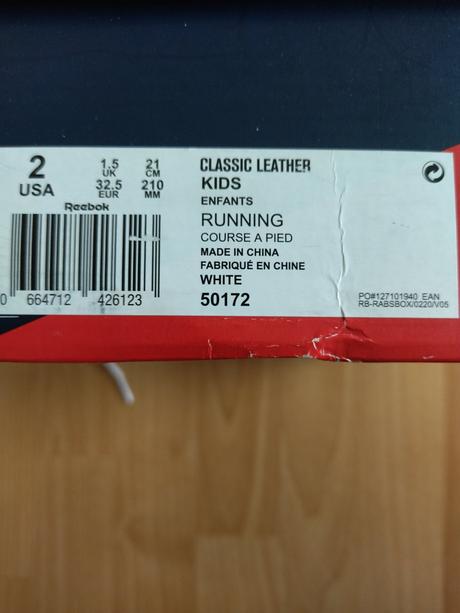 2 1.5 21
USA UK CM
32.5 210
EUR MM
Reebok
0 664712 426123
CLASSIC LEATHER
KIDS
ENFANTS
RUNNING
COURSE A PIED
MADE IN CHINA
FABRIQUÉ EN CHINE
WHITE
50172
PO#127101940 EAN
RB-RABSBOX/0220/V05